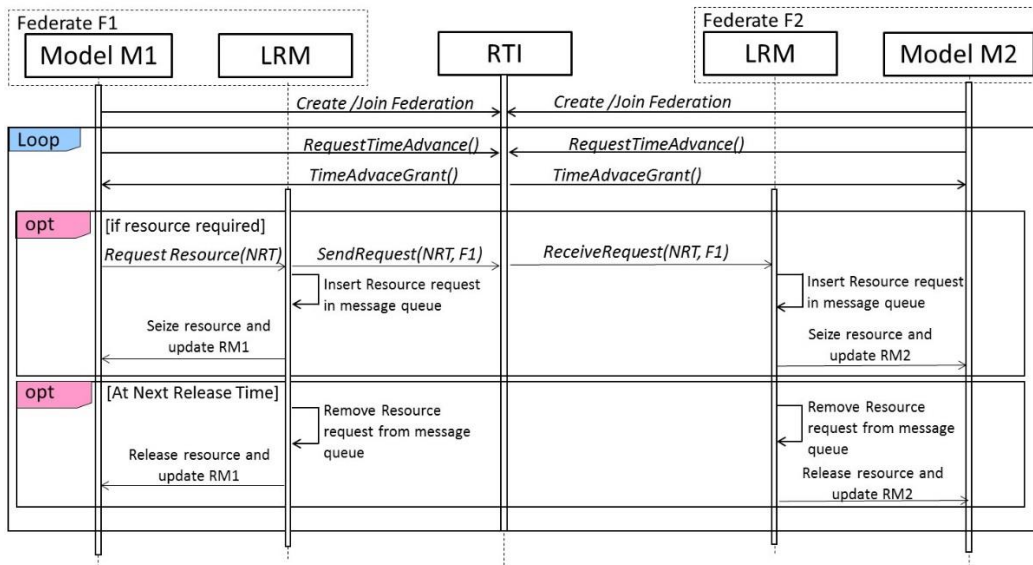 Federate F1
Federate F2
Model M1
LRM
RTI
LRM
Model M2
Create /Join Federation
Create /Join Federation
Loop
RequestTimeAdvance()
RequestTimeAdvance()
TimeAdvaceGrant()
TimeAdvaceGrant()
opt
[if resource required]
Request Resource(NRT)
SendRequest(NRT, F1)
ReceiveRequest(NRT, F1)
Insert Resource request
in message queue
Insert Resource request
in message queue
Seize resource and
update RM1
Seize resource and
update RM2
opt
[At Next Release Time]
Remove Resource
request from message
queue
Remove Resource
request from message
queue
Release resource and
update RM1
Release resource and
update RM2